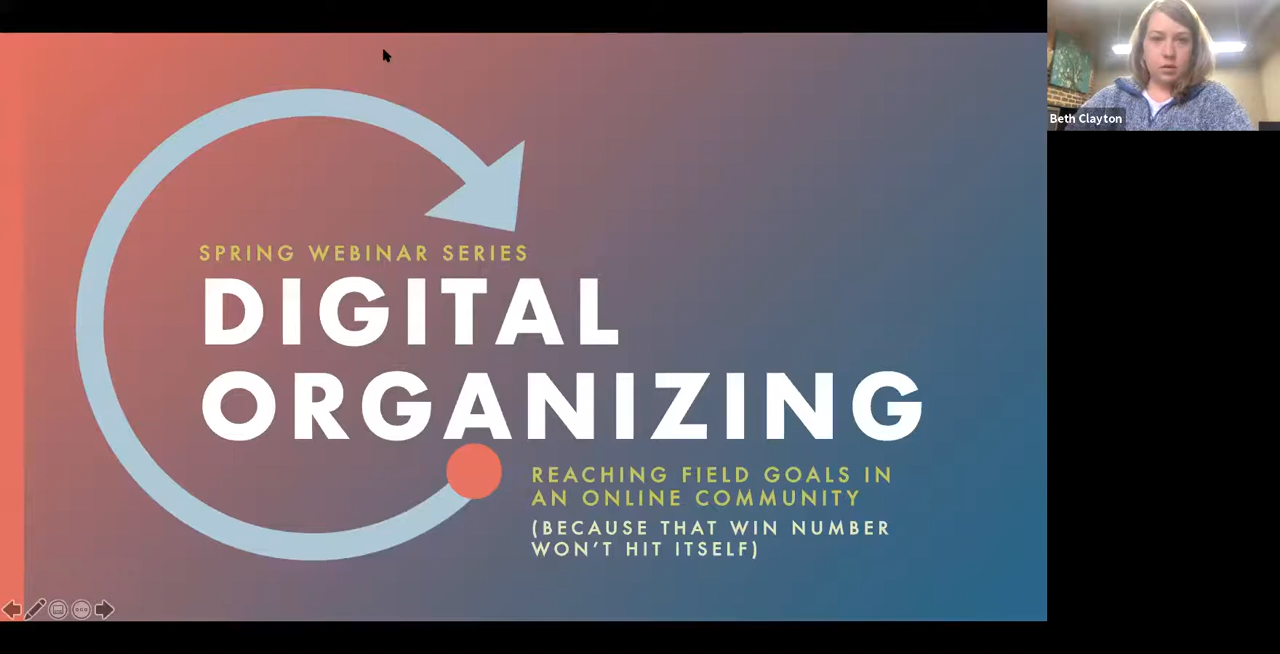 SPRING WEBINAR SERIES
DIGITAL
ORGANIZING
REACHING FIELD GOALS IN
AN ONLINE COMMUNITY
(BECAUSE THAT WIN NUMBER
WON'T HIT ITSELF)
Beth Clayton